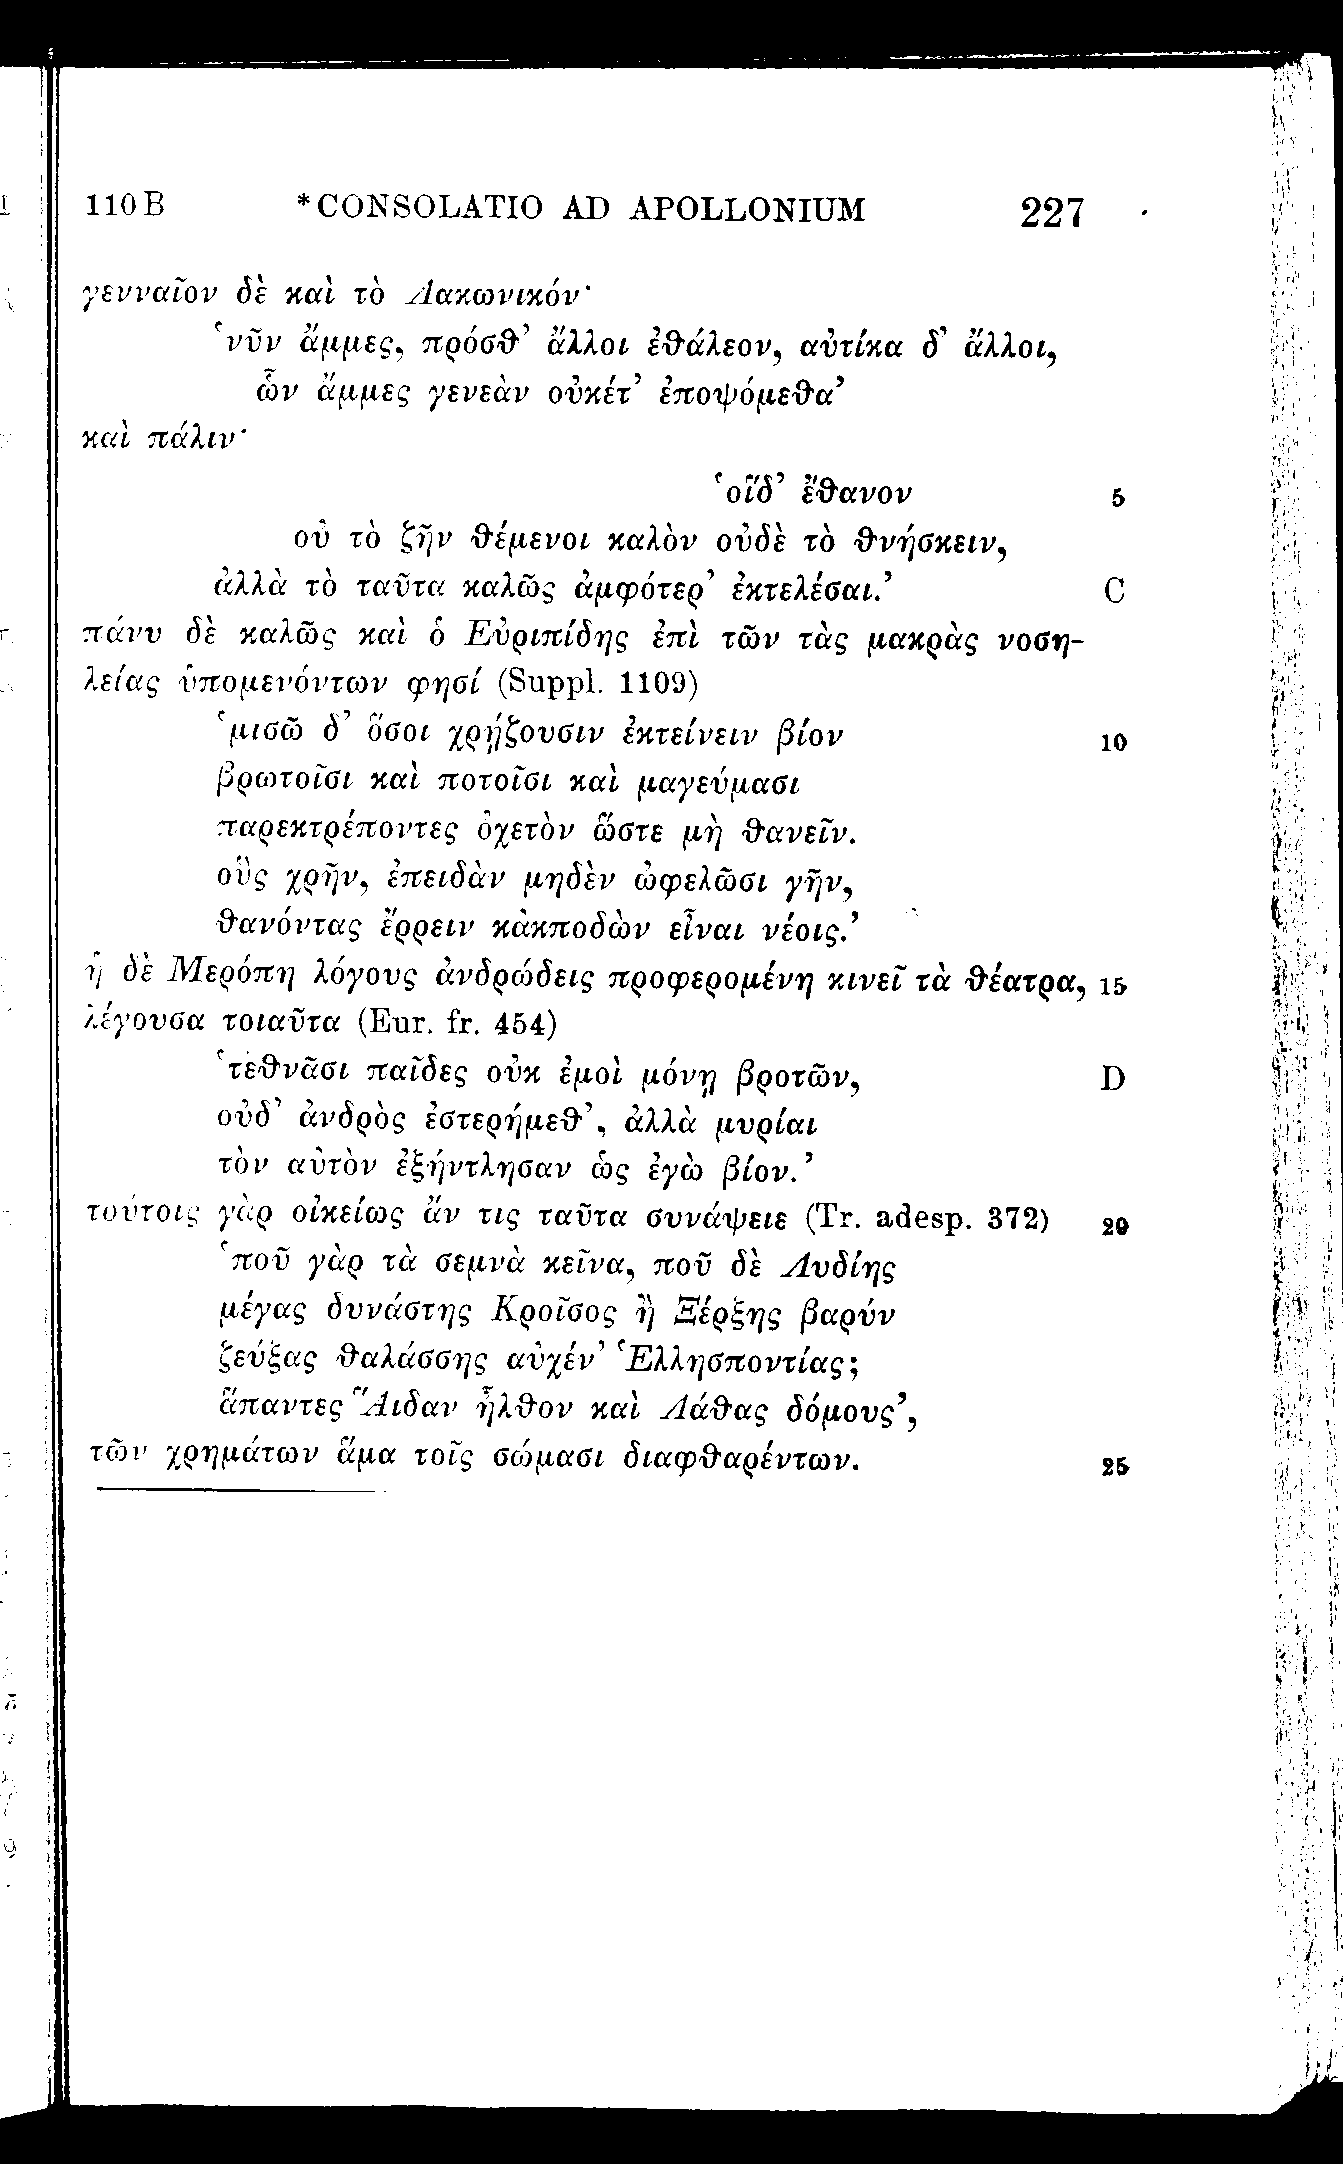 110 B *CONSOLATIO AD APOLLONIUM 227
γενναῖον δὲ καὶ τὸ Λακωνικόν·
‘νῦν ἄμμες, πρόσθ’ ἄλλοι ἐθάλεον, αὐτίκα δ’ ἄλλοι,
ὧν ἄμμες γενεὰν οὐκέτ’ ἐποψόμεθα’
καὶ πάλιν·
‘οἵδ’ ἔθανον 5
οὐ τὸ ζῆν θέμενοι καλὸν οὐδὲ τὸ θνήσκειν,
ἀλλὰ τὸ ταῦτα καλῶς ἀμφότερ’ ἐκτελέσαι.’ C
πάνυ δὲ καλῶς καὶ ὁ Εὐριπίδης ἐπὶ τῶν τὰς μακρὰς νοση-
λείας ὑπομενόντων φησί (Suppl. 1109)
‘μισῶ δ’ ὅσοι χρῄζουσιν ἐκτείνειν βίον 10
βρωτοῖσι καὶ ποτοῖσι καὶ μαγεύμασι
παρεκτρέποντες ὀχετὸν ὥστε μὴ θανεῖν.
οὓς χρῆν, ἐπειδὰν μηδὲν ὠφελῶσι γῆν,
θανόντας ἔρρειν κἀκποδὼν εἶναι νέοις.’
ἡ δὲ Μερόπη λόγους ἀνδρώδεις προφερομένη κινεῖ τὰ θέατρα, 15
λέγουσα τοιαῦτα (Eur. fr. 454)
‘τεθνᾶσι παῖδες οὐκ ἐμοὶ μόνῃ βροτῶν, D
οὐδ’ ἀνδρὸς ἐστερήμεθ’, ἀλλὰ μυρίαι
τὸν αὐτὸν ἐξήντλησαν ὡς ἐγὼ βίον.’
τούτοις γὰρ οἰκείως ἄν τις ταῦτα συνάψειε (Tr. adesp. 372) 20
‘ποῦ γὰρ τὰ σεμνὰ κεῖνα, ποῦ δὲ Λυδίης
μέγας δυνάστης Κροῖσος ἢ Ξέρξης βαρύν
ζεύξας θαλάσσης αὐχέν’ Ἑλλησποντίας;
ἅπαντες Ἅιδαν ἦλθον καὶ Λάθας δόμους’,
τῶν χρημάτων ἅμα τοῖς σώμασι διαφθαρέντων. 25